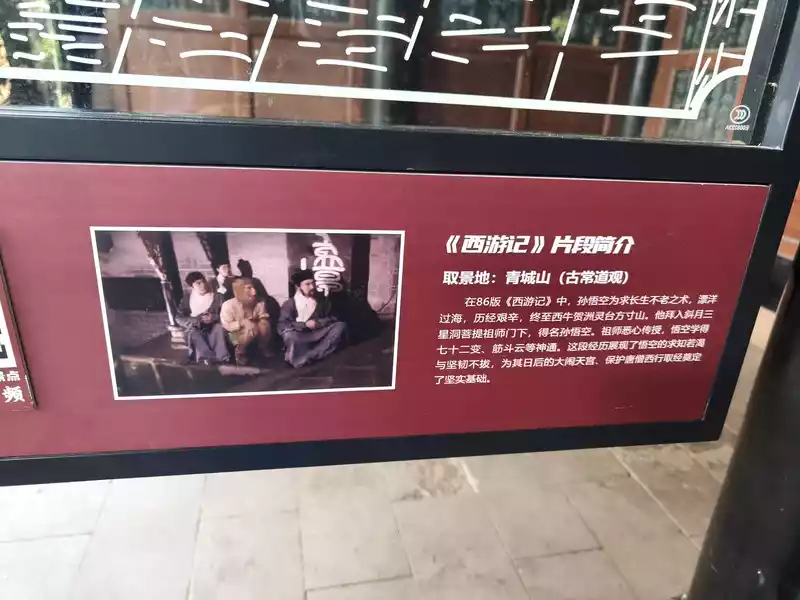 《西游记》片段简介
取景地：青城山（古常道观）
在86版《西游记》中，孙悟空为求长生不老之术，漂洋
过海，历经艰辛，终至西牛贺洲灵台方寸山。他拜入斜月三
星洞菩提祖师门下，得名孙悟空。祖师悉心传授，悟空学得
七十二变、筋斗云等神通。这段经历展现了悟空的求知若渴
与坚韧不拔，为其日后的大闹天宫、保护唐僧西行取经奠定
了坚实基础。
景点
频